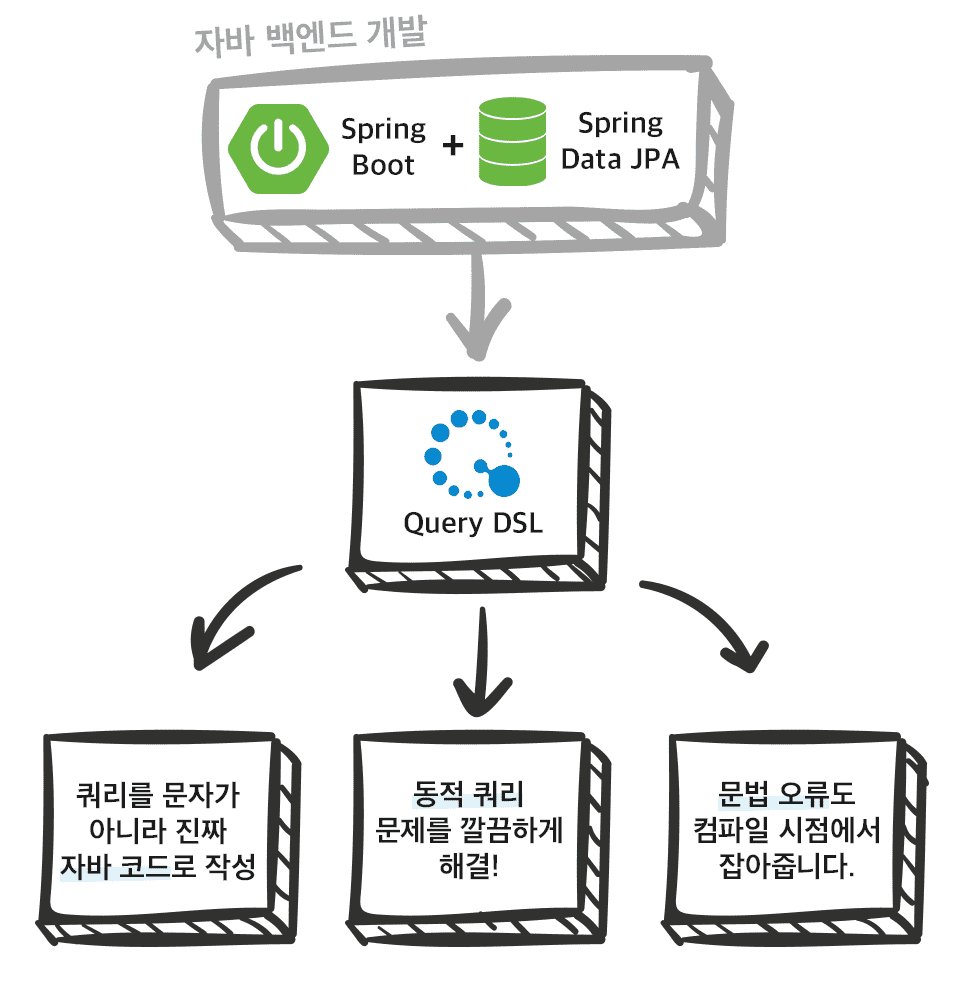 자바 백엔드 개발
Spring
Boot
+
Spring
Data JPA
Query DSL
쿼리를 문자가
아니라 진짜
자바 코드로 작성
동적 쿼리
문제를 깔끔하게
해결!
문법 오류도
컴파일 시점에서
잡아줍니다.